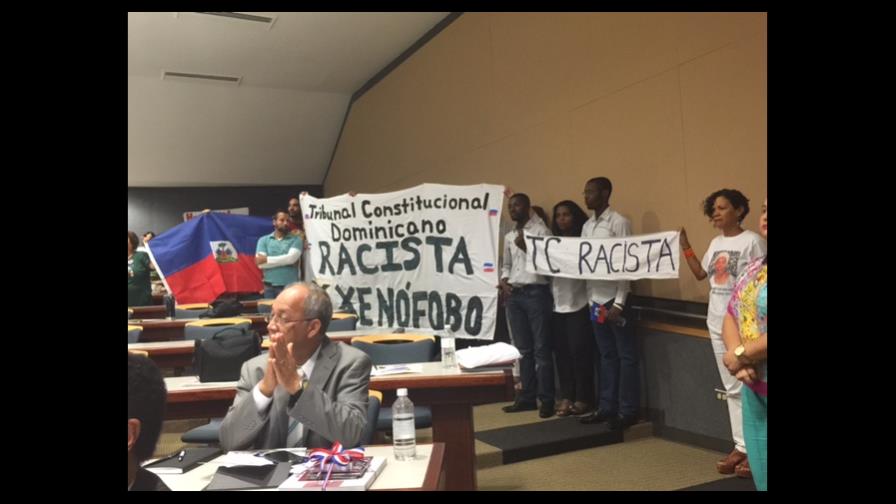 Tribunal Constitucional
Dominicano
RACISTA
XENÓFOBO
TC RACISTA